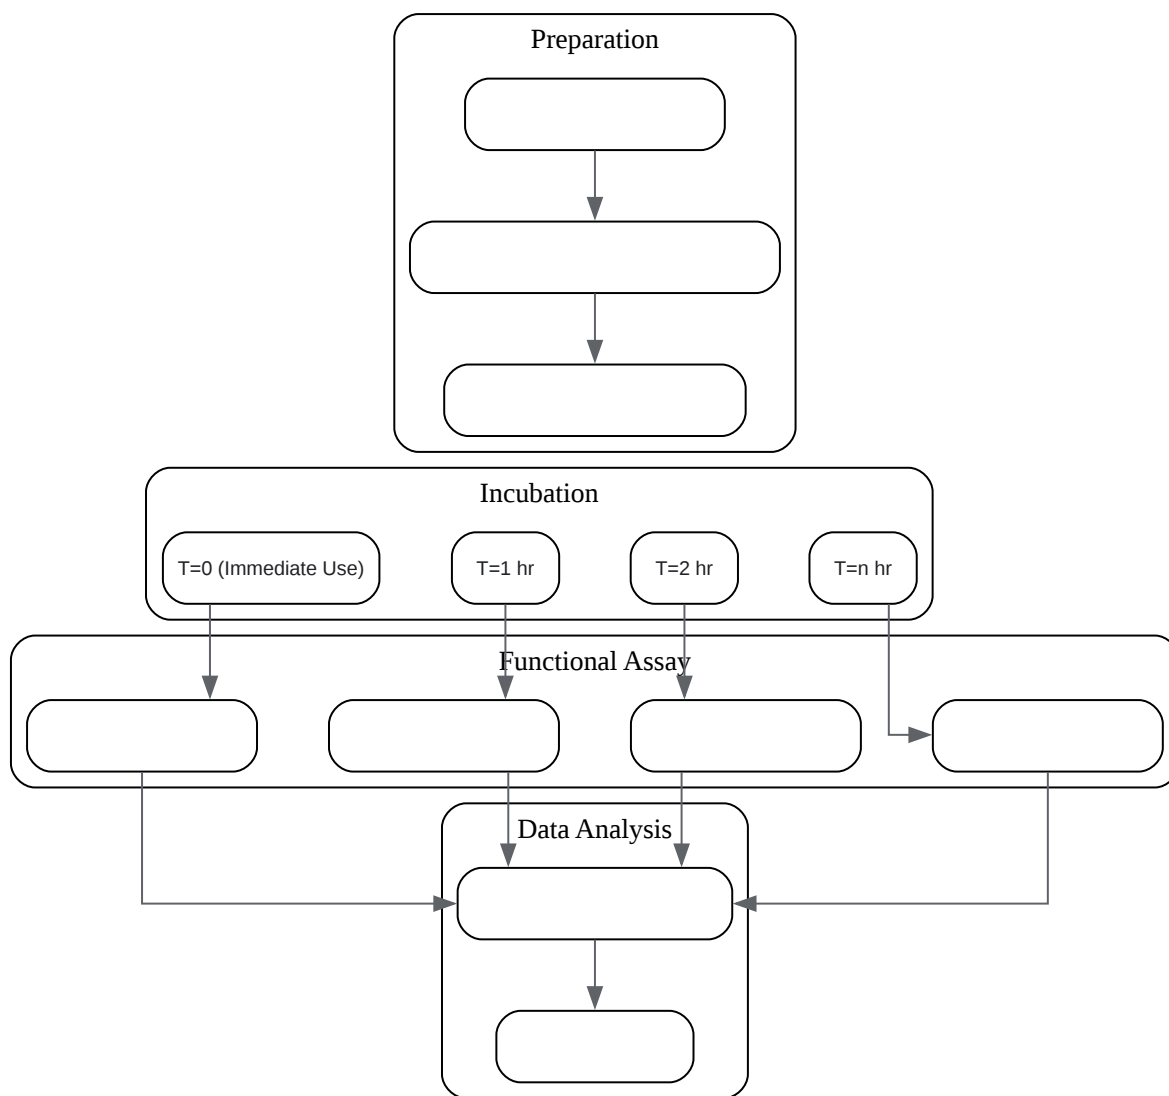 Preparation
Incubation
T=0 (Immediate Use)
T=1 hr
T=2 hr
T=n hr
Functional Assay
Data Analysis